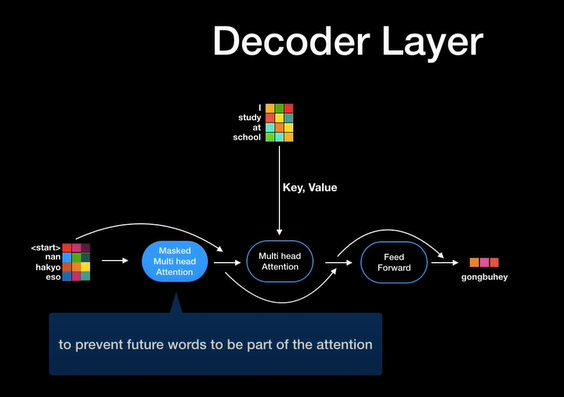 Decoder Layer
I
study
at
school
Key, Value
<start>
nan
hakyo
eso
Masked
Multi head
Attention
Multi head
Attention
Feed
Forward
gongbuhey
to prevent future words to be part of the attention